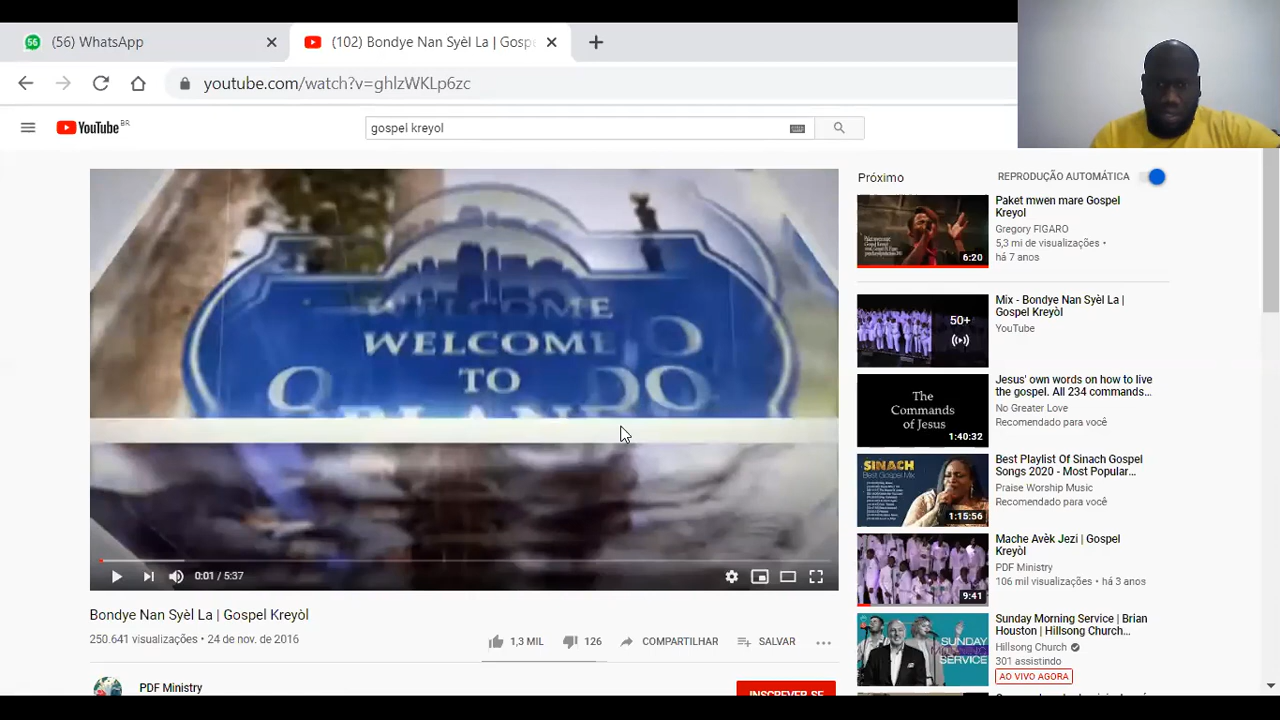 (56) WhatsApp
(102) Bondye Nan Syèl La | Gospe
youtube.com/watch?v=ghlzWKLp6zc
YouTube BR
gospel kreyol
WELCOME
WELCOME
TO
Próximo
REPRODUÇÃO AUTOMÁTICA
Paket mwen mare Gospel
Kreyol
Gregory FIGARO
5,3 mi de visualizações •
há 7 anos
6:20
Mix - Bondye Nan Syèl La |
Gospel Kreyòl
YouTube
50+
Jesus' own words on how to live
the gospel. All 234 commands...
No Greater Love
Recomendado para você
The
Commands
of Jesus
1:40:32
Best Playlist Of Sinach Gospel
Songs 2020 - Most Popular...
Praise Worship Music
Recomendado para você
SINACH
Best Gospel Mix
1:15:56
Mache Avèk Jezi | Gospel
Kreyòl
PDF Ministry
106 mil visualizações • há 3 anos
9:41
Sunday Morning Service | Brian
Houston | Hillsong Church...
Hillsong Church
301 assistindo
AO VIVO AGORA
SUNDAY
MORNING
SERVICE
0:01 / 5:37
Bondye Nan Syèl La | Gospel Kreyòl
250.641 visualizações • 24 de nov. de 2016
1,3 MIL
126
COMPARTILHAR
SALVAR
PDF Ministry
INSCREVER-SE